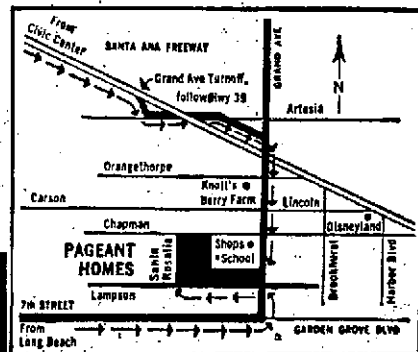 From
Civic Center
SANTA ANA FREEWAY
GRAND AVE
N
Grand Ave Turnoff,
follow Hwy 39
Artesia
Orangethorpe
Knott's
Berry Farm
Carson
Lincoln
Disneyland
Chapman
PAGEANT
HOMES
Santa
Rosalia
Shops
School
Brookhurst
Harbor Blvd
Lampson
7th STREET
From
Long Beach
GARDEN GROVE BLVD